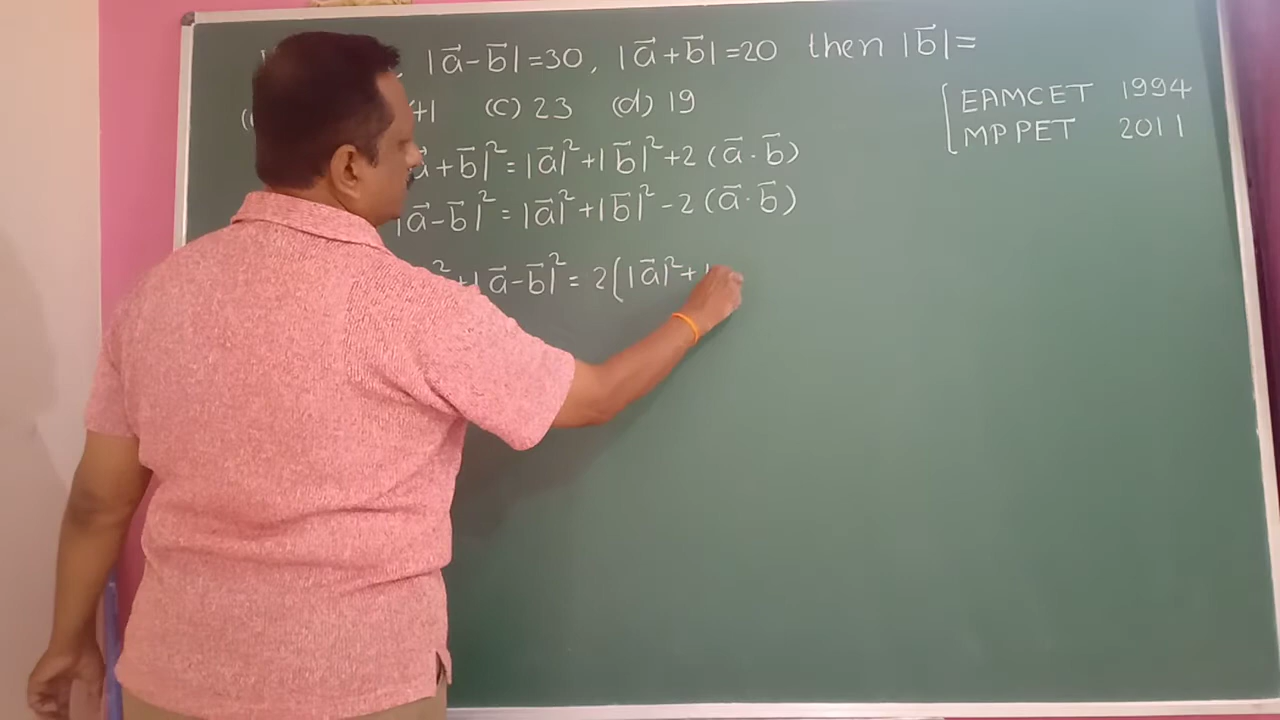 , |a⃗-b⃗|=30, |a⃗+b⃗|=20 then |b⃗|=
(c) 23 (d) 19
[EAMCET 1994
MPPET 2011
a⃗+b⃗|²=|a⃗|²+|b⃗|²+2(a⃗·b⃗)
|a⃗-b⃗|²=|a⃗|²+|b⃗|²-2(a⃗·b⃗)
²+|a⃗-b⃗|²=2(|a⃗|²+|